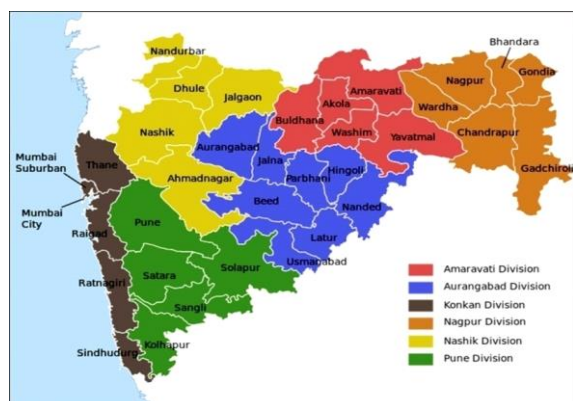 Nandurbar
Bhandara
Dhule
Jalgaon
Nagpur
Gondia
Amaravati
Akola
Buldhana
Wardha
Nashik
Washim
Yavatmal
Chandrapur
Aurangabad
Jalna
Mumbai
Suburban
Thane
Parbhani
Hingoli
Gadchiroli
Ahmadnagar
Beed
Nanded
Mumbai
City
Pune
Raigad
Latur
Solapur
Usmanabad
Ratnagiri
Satara
Sangli
Kolhapur
Sindhudurg
Amaravati Division
Aurangabad Division
Konkan Division
Nagpur Division
Nashik Division
Pune Division